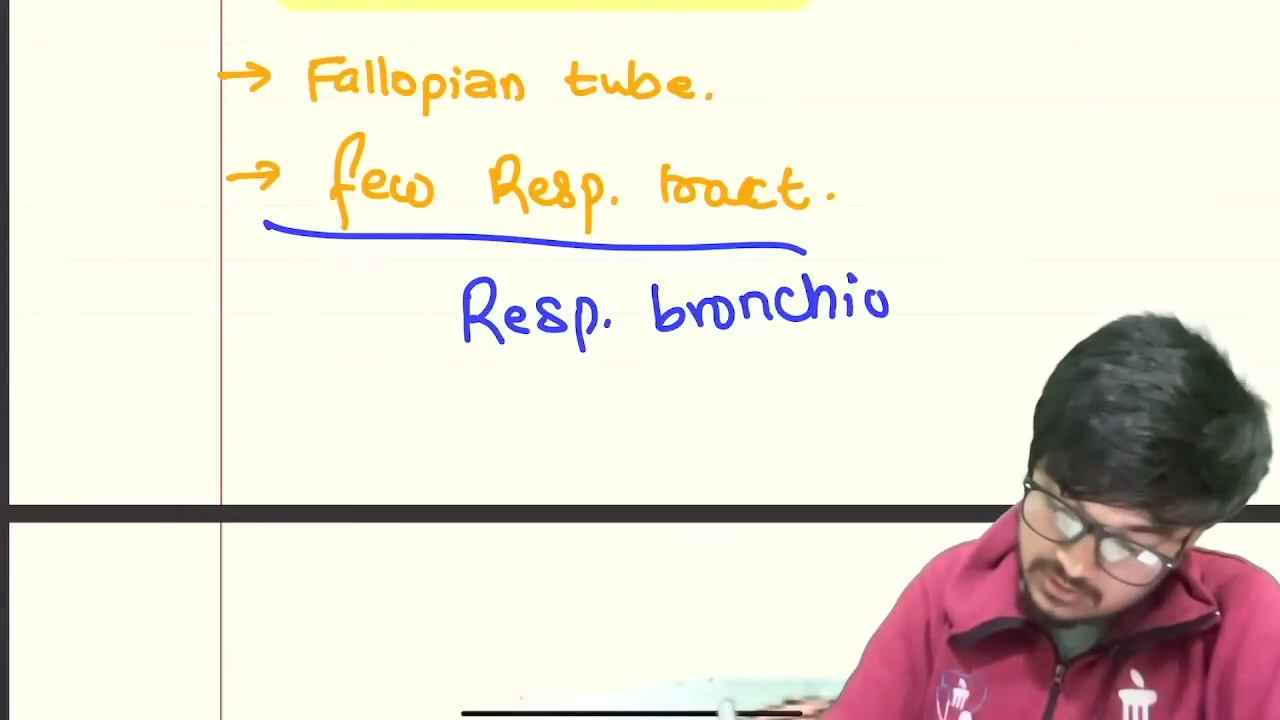 → Fallopian tube.
→ few Resp. tract.
Resp. bronchio